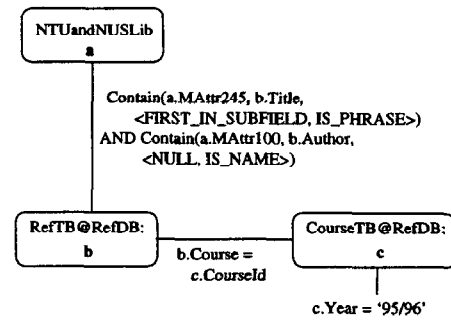 NTUandNUSLib
a
Contain(a.MAttr245, b.Title,
<FIRST_IN_SUBFIELD, IS_PHRASE>)
AND Contain(a.MAttr100, b.Author,
<NULL, IS_NAME>)
RefTB@RefDB:
b
b.Course =
c.CourseId
CourseTB@RefDB:
c
c.Year = '95/96'